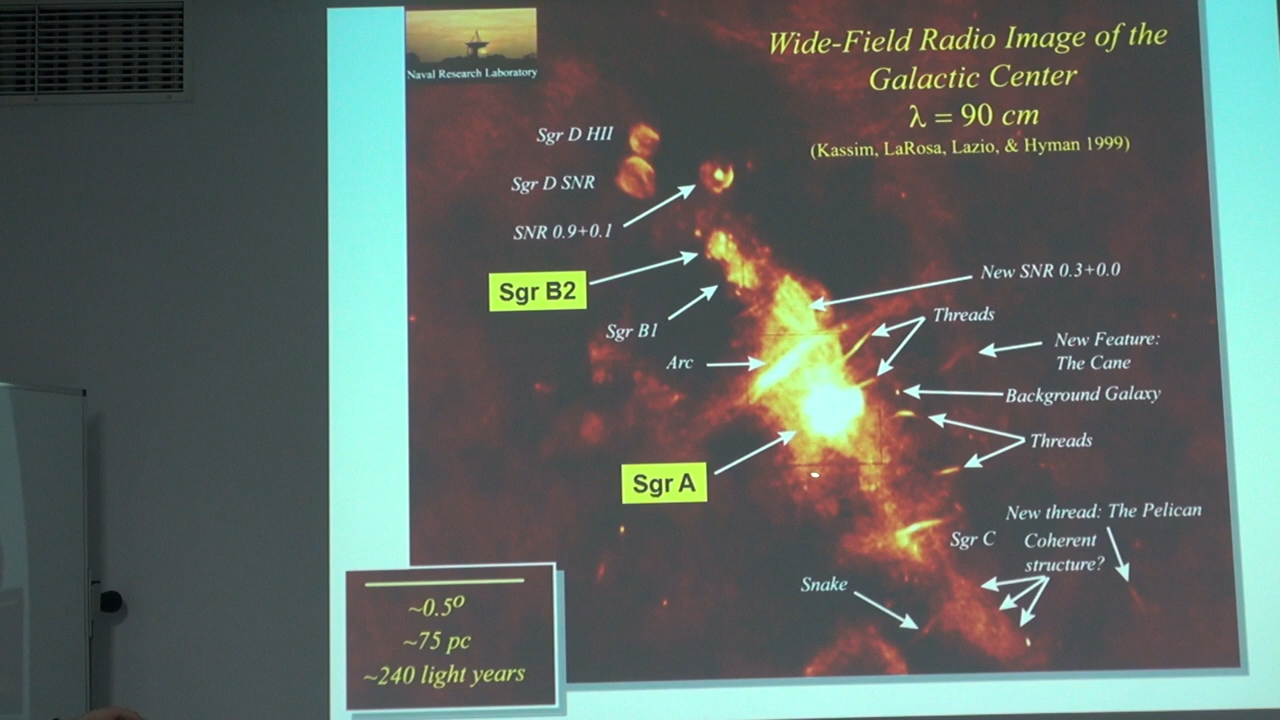 Naval Research Laboratory
Wide-Field Radio Image of the
Galactic Center
λ = 90 cm
(Kassim, LaRosa, Lazio, & Hyman 1999)
Sgr D HII
Sgr D SNR
SNR 0.9+0.1
Sgr B2
New SNR 0.3+0.0
Sgr B1
Threads
New Feature:
The Cane
Arc
Background Galaxy
Threads
Sgr A
New thread: The Pelican
Sgr C
Coherent
structure?
Snake
~0.5º
~75 pc
~240 light years